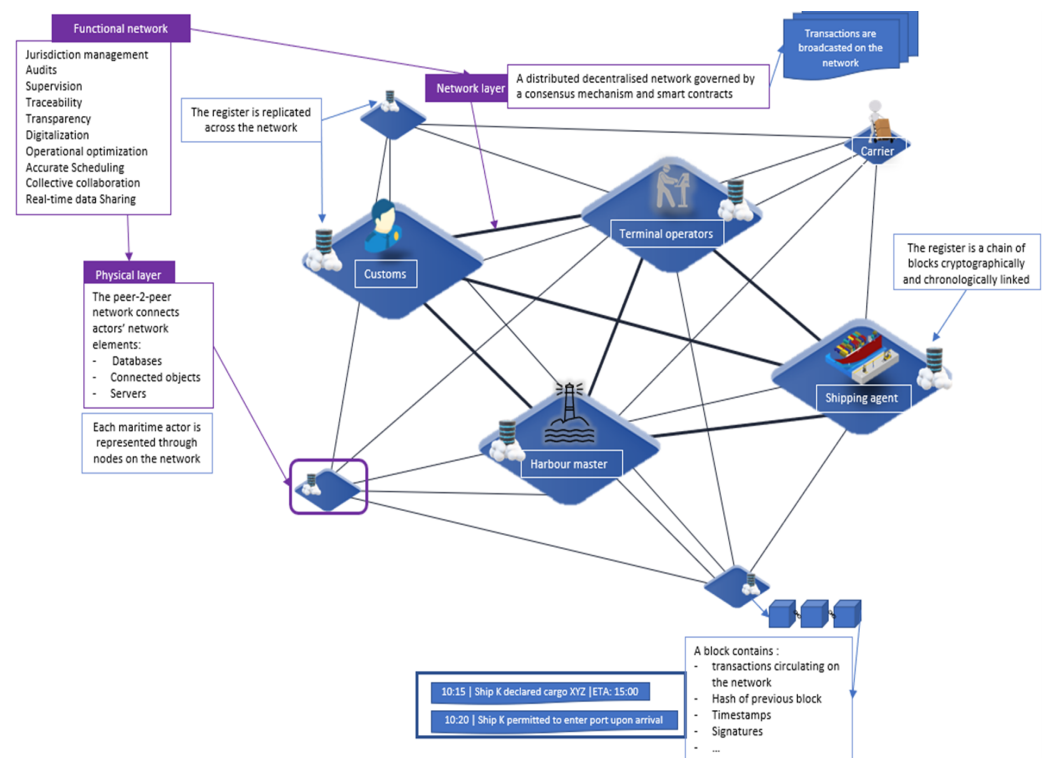 Functional network
Jurisdiction management
Audits
Supervision
Traceability
Transparency
Digitalization
Operational optimization
Accurate Scheduling
Collective collaboration
Real-time data Sharing
Transactions are
broadcasted on the
network
Network layer
A distributed decentralised network governed by
a consensus mechanism and smart contracts
The register is replicated
across the network
Carrier
Terminal operators
Customs
The register is a chain of
blocks cryptographically
and chronologically linked
Physical layer
The peer-2-peer
network connects
actors’ network
elements:
- Databases
- Connected objects
- Servers
Shipping agent
Each maritime actor is
represented through
nodes on the network
Harbour master
A block contains :
- transactions circulating on
the network
- Hash of previous block
- Timestamps
- Signatures
- ...
10:15 | Ship K declared cargo XYZ |ETA: 15:00
10:20 | Ship K permitted to enter port upon arrival